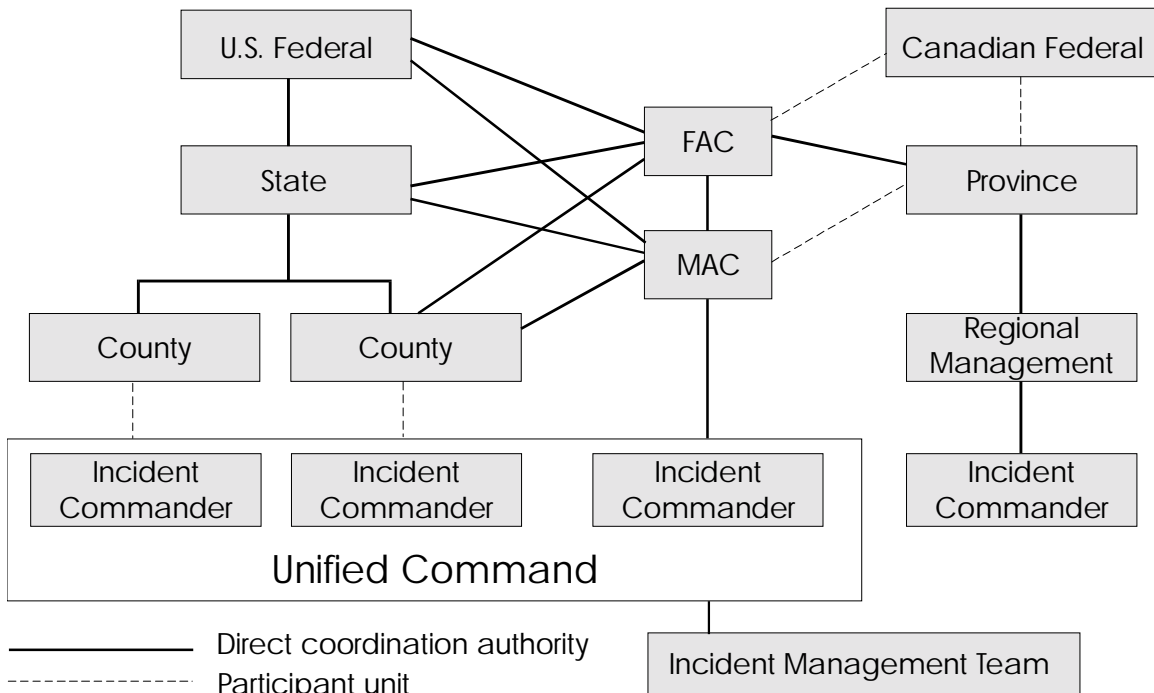 U.S. Federal
Canadian Federal
FAC
State
Province
MAC
County
County
Regional
Management
Incident
Commander
Incident
Commander
Incident
Commander
Incident
Commander
Unified Command
Direct coordination authority
Incident Management Team
Participant unit